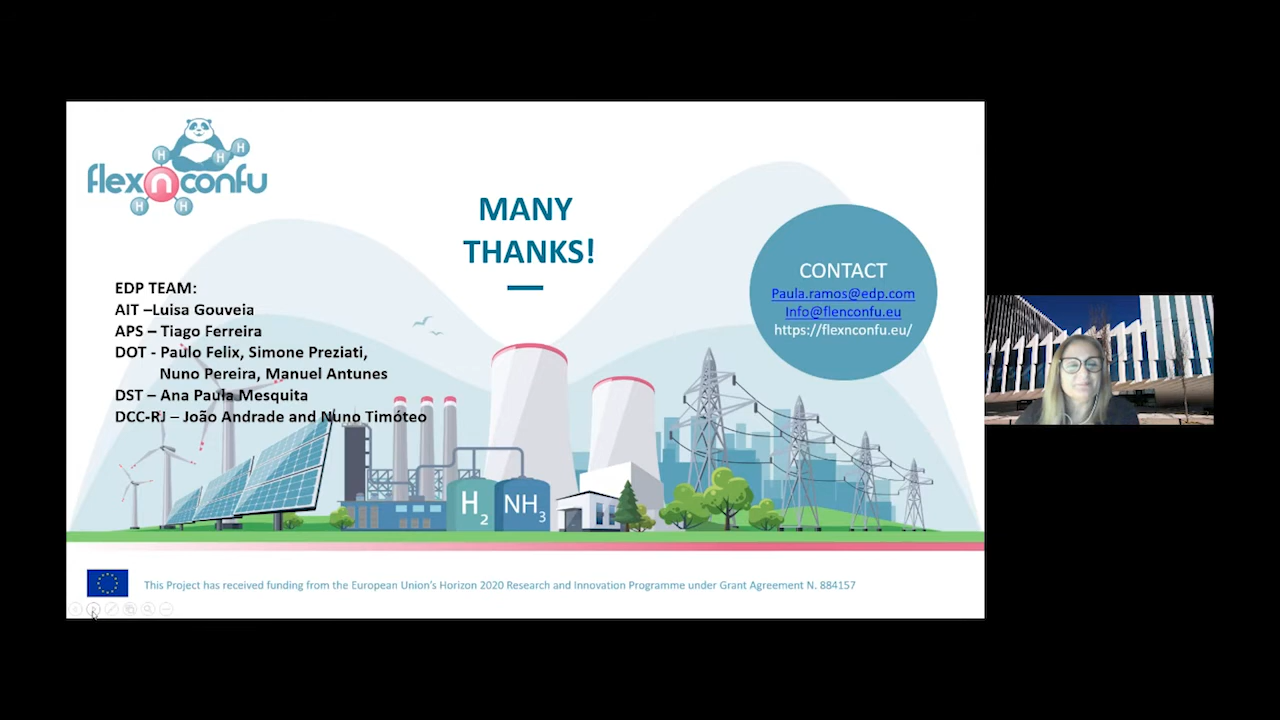 flexnconfu
H
H
H
H
H
MANY
THANKS!
EDP TEAM:
AIT –Luisa Gouveia
APS – Tiago Ferreira
DOT - Paulo Felix, Simone Preziati,
Nuno Pereira, Manuel Antunes
DST – Ana Paula Mesquita
DCC-RJ – João Andrade and Nuno Timóteo
CONTACT
Paula.ramos@edp.com
Info@flenconfu.eu
https://flexnconfu.eu/
H2
NH3
This Project has received funding from the European Union's Horizon 2020 Research and Innovation Programme under Grant Agreement N. 884157